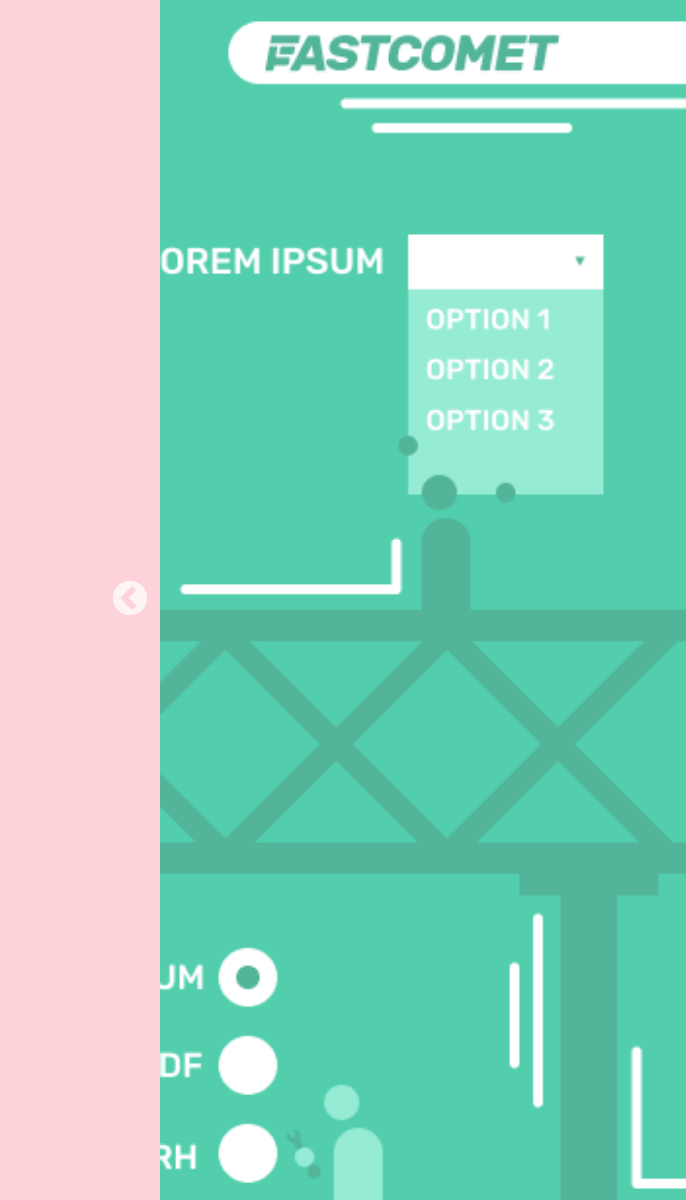 FASTCOMET
OREM IPSUM
OPTION 1
OPTION 2
OPTION 3
UM
DF
RH